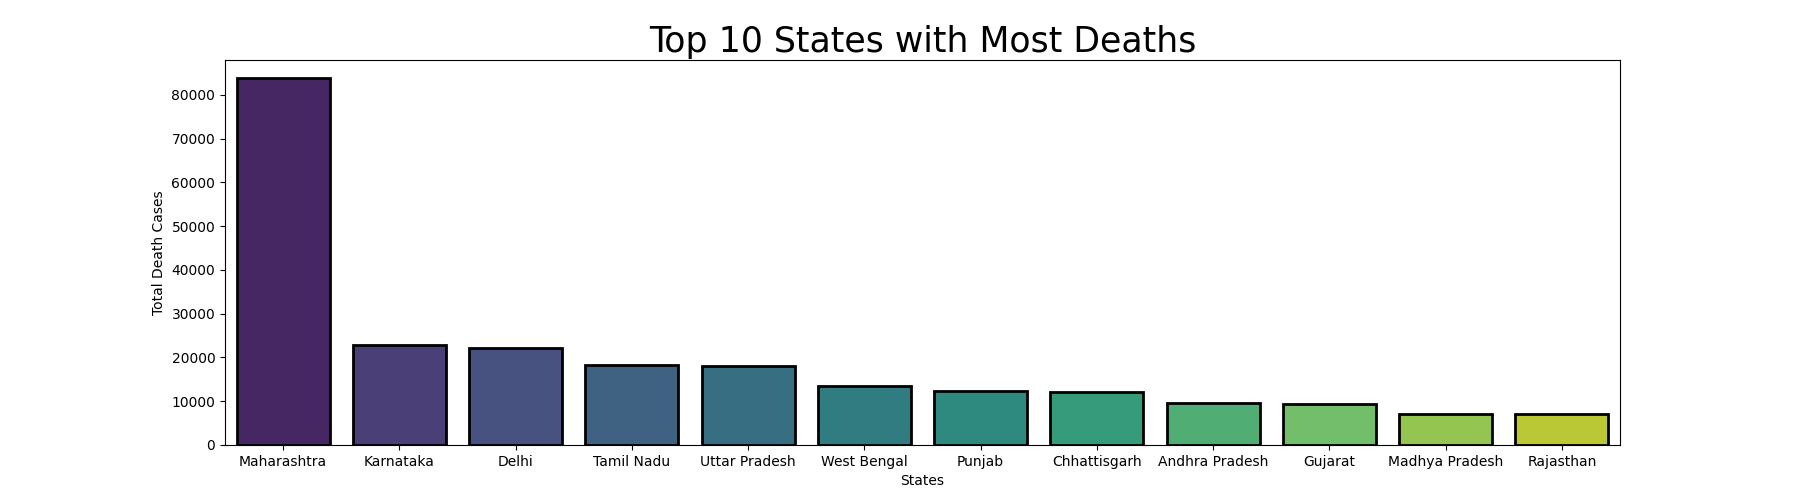 Top 10 States with Most Deaths
80000
70000
60000
50000
40000
30000
20000
10000
0
Total Death Cases
Maharashtra Karnataka Delhi Tamil Nadu Uttar Pradesh West Bengal Punjab Chhattisgarh Andhra Pradesh Gujarat Madhya Pradesh Rajasthan
States